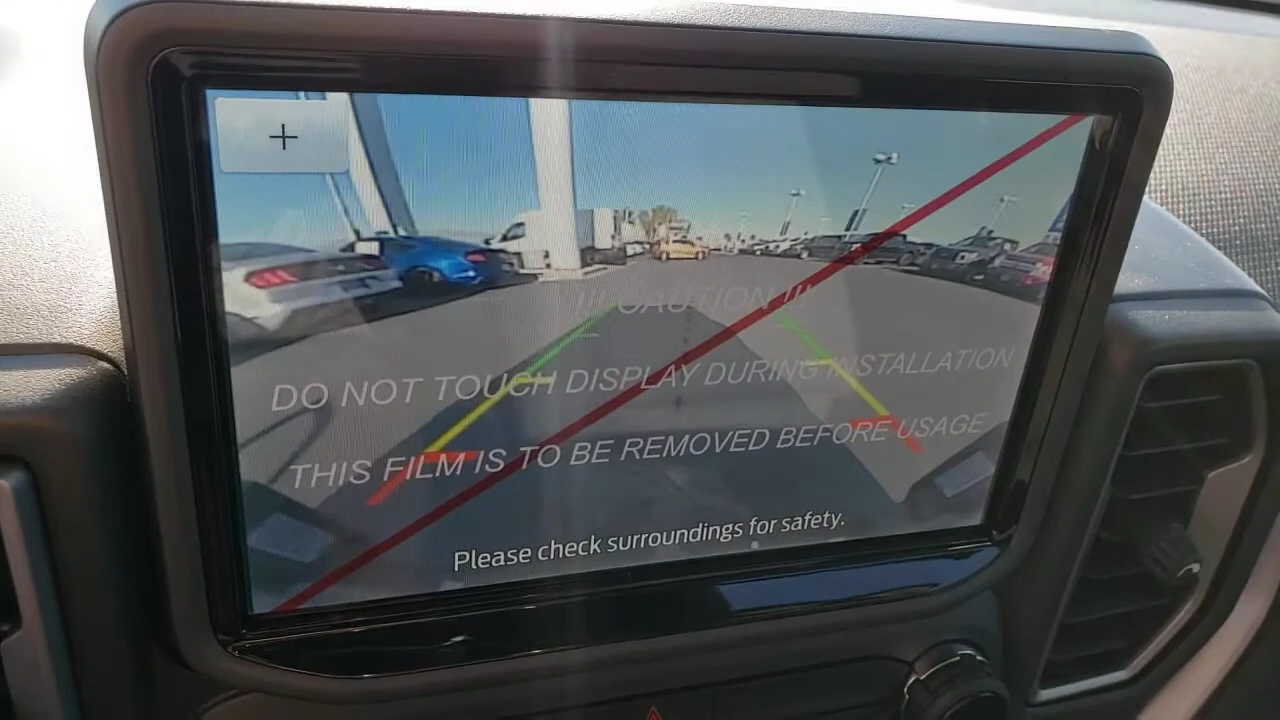 !!! CAUTION !!!
DO NOT TOUCH DISPLAY DURING INSTALLATION
THIS FILM IS TO BE REMOVED BEFORE USAGE
Please check surroundings for safety.